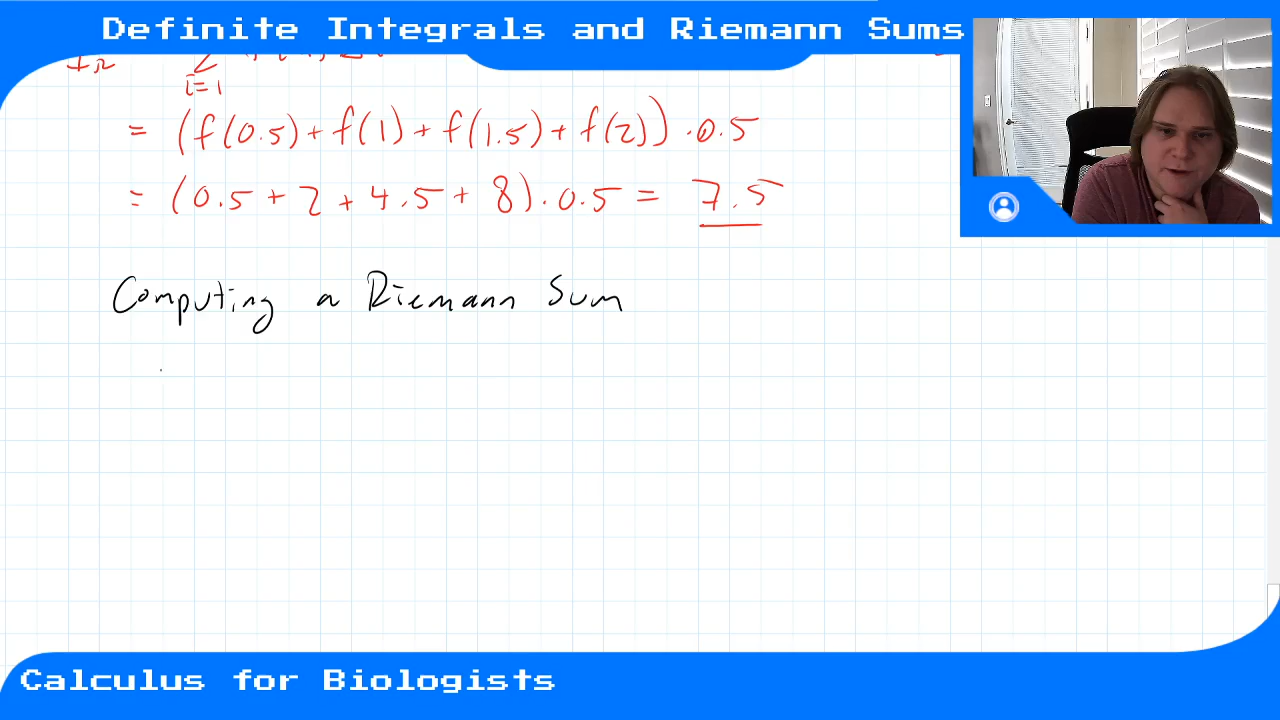 Definite Integrals and Riemann Sums
i=1
= (f(0.5) + f(1) + f(1.5) + f(2)) · 0.5
= (0.5 + 2 + 4.5 + 8) · 0.5 = 7.5
Computing a Riemann Sum
Calculus for Biologists